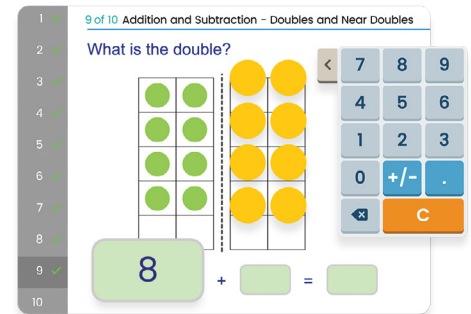 1
2
3
4
5
6
7
8
9
10
9 of 10 Addition and Subtraction - Doubles and Near Doubles
What is the double?
8 + =
< 7 8 9
4 5 6
1 2 3
0 +/- .
C